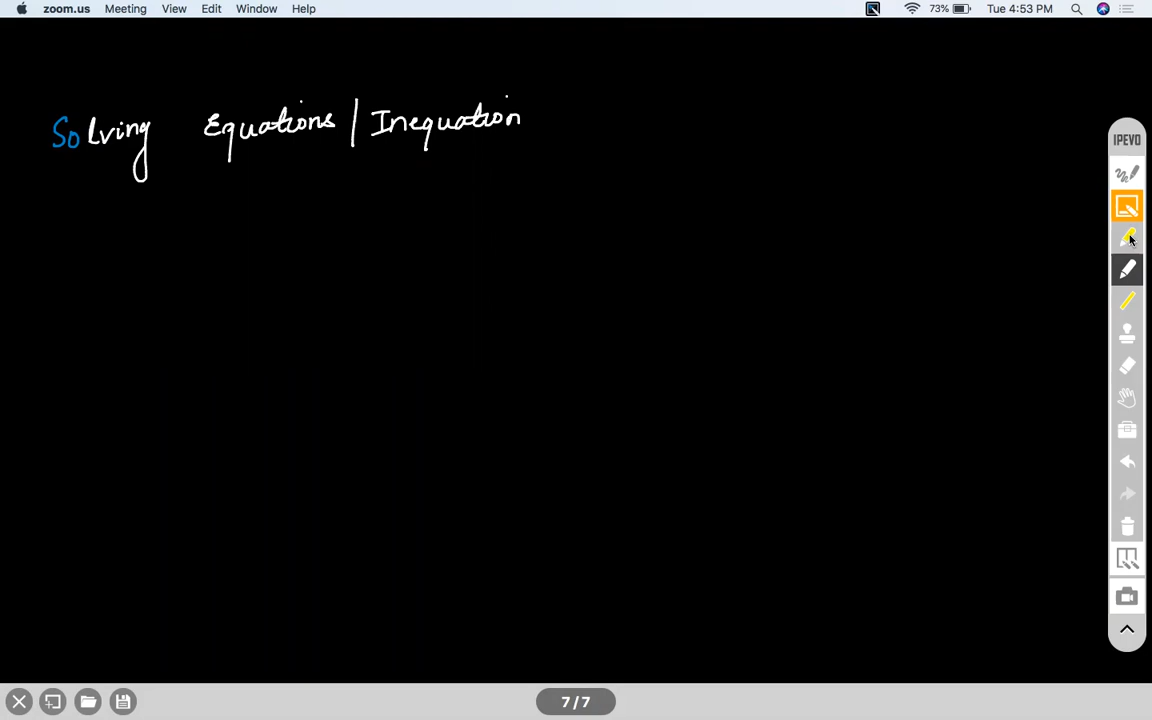 zoom.us Meeting View Edit Window Help 73% Tue 4:53 PM
Solving Equations | Inequation
IPEVO
7 / 7